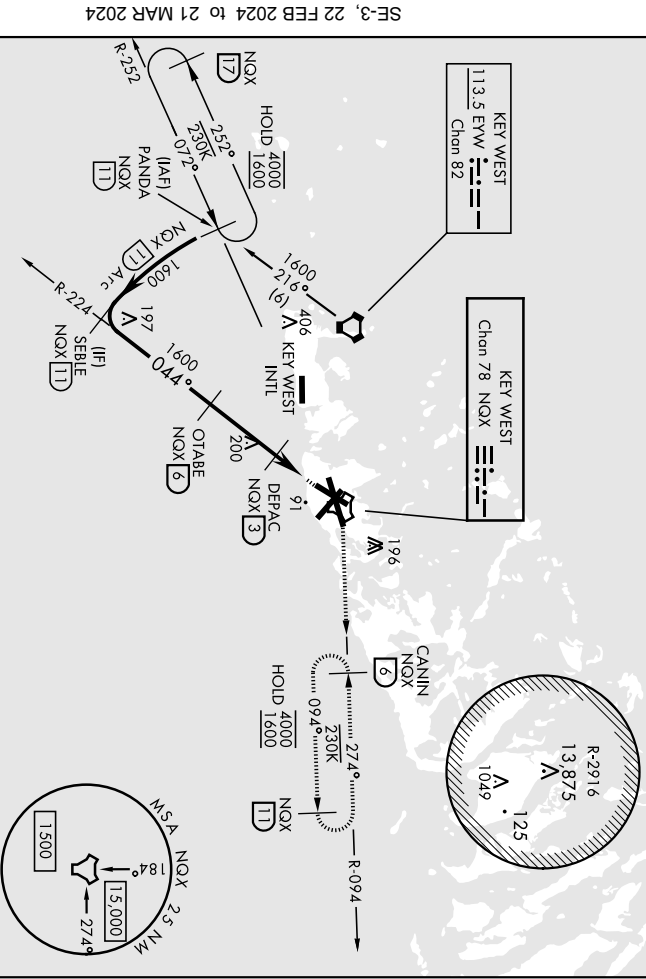 SE-3, 22 FEB 2024 to 21 MAR 2024
KEY WEST
113.5 EYW
Chan 82
KEY WEST
Chan 78 NQX
R-252
NQX
17
HOLD
4000
1600
252°
230K
072°
(IAF)
PANDA
NQX
11
NQX 11 Arc
1600
1600
216°
(6)
406
KEY WEST
INTL
R-224
(IF)
SEBLE
NQX 11
197
1600
044°
OTABE
NQX 6
200
DEPAC
NQX 3
91
196
CANIN
NQX
6
HOLD
4000
1600
274°
230K
094°
NQX
11
R-094
R-2916
13,875
1049
125
MSA NQX 25 NM
1500
184°
15,000
274°